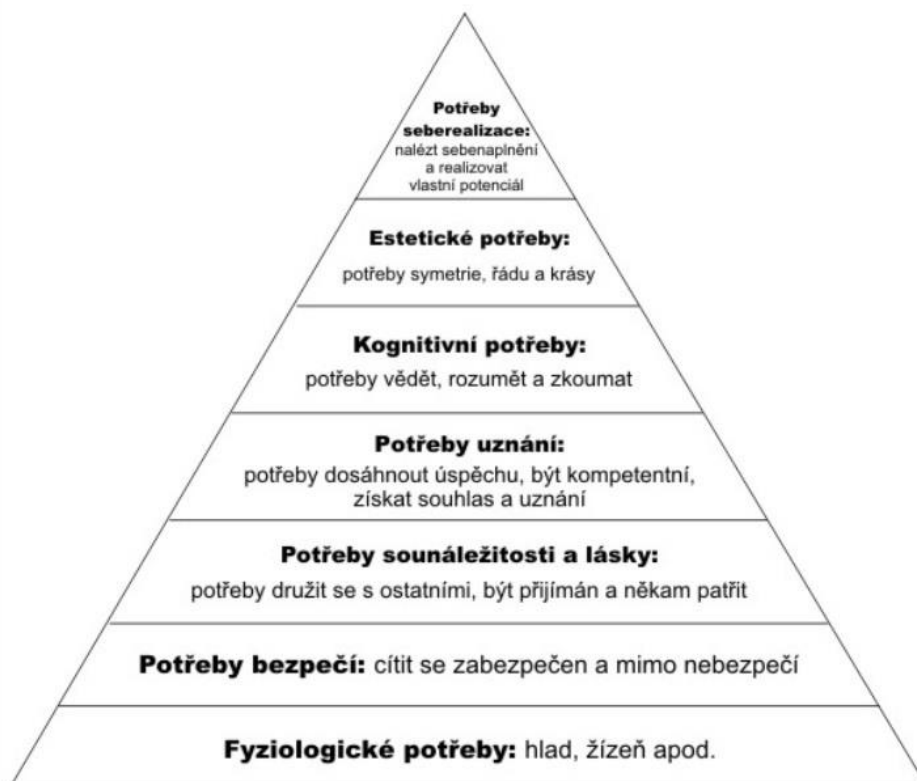 Potřeby
seberealizace:
nalézt sebenaplnění
a realizovat
vlastní potenciál
Estetické potřeby:
potřeby symetrie, řádu a krásy
Kognitivní potřeby:
potřeby vědět, rozumět a zkoumat
Potřeby uznání:
potřeby dosáhnout úspěchu, být kompetentní,
získat souhlas a uznání
Potřeby sounáležitosti a lásky:
potřeby družit se s ostatními, být přijímán a někam patřit
Potřeby bezpečí: cítit se zabezpečen a mimo nebezpečí
Fyziologické potřeby: hlad, žízeň apod.